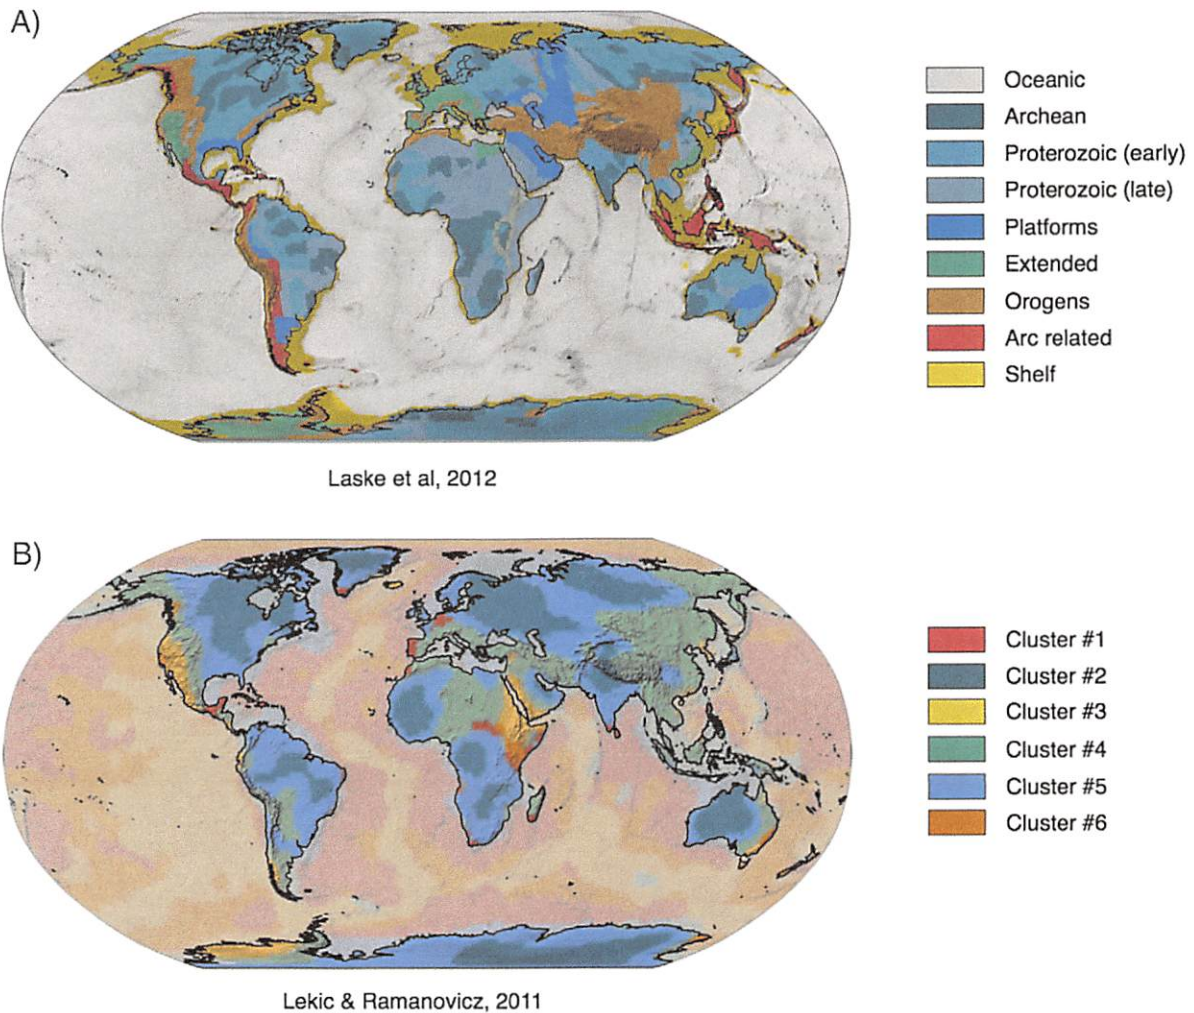 A)
Oceanic
Archean
Proterozoic (early)
Proterozoic (late)
Platforms
Extended
Orogens
Arc related
Shelf
Laske et al, 2012
B)
Cluster #1
Cluster #2
Cluster #3
Cluster #4
Cluster #5
Cluster #6
Lekic & Ramanovicz, 2011